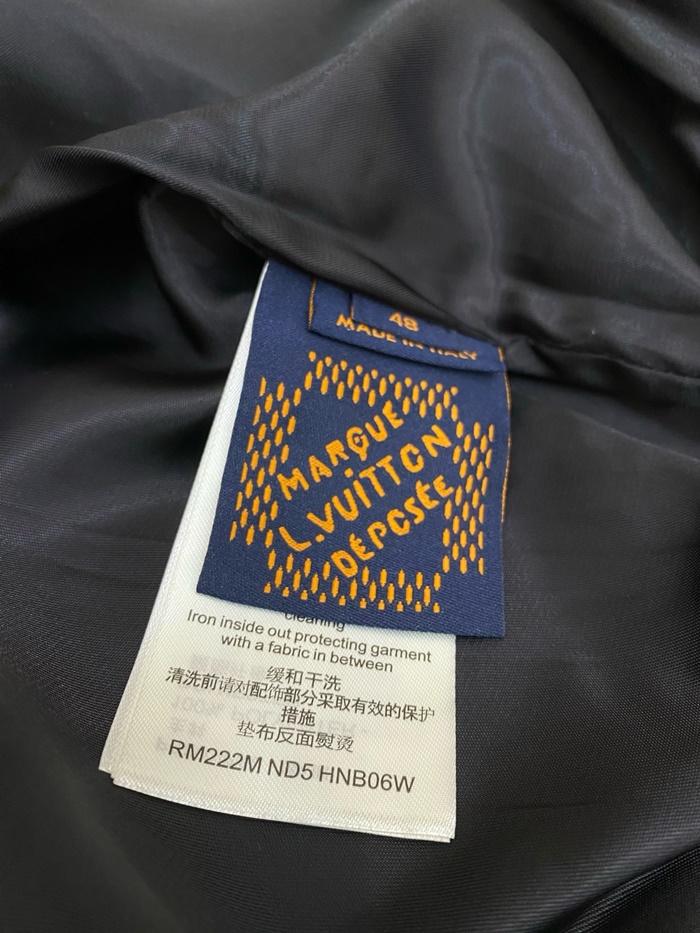 48
MADE IN ITALY
MARQUE
L.VUITTON
DÉPOSÉE
cleaning
Iron inside out protecting garment
with a fabric in between
缓和干洗
清洗前请对配饰部分采取有效的保护
措施
垫布反面熨烫
RM222M ND5 HNB06W